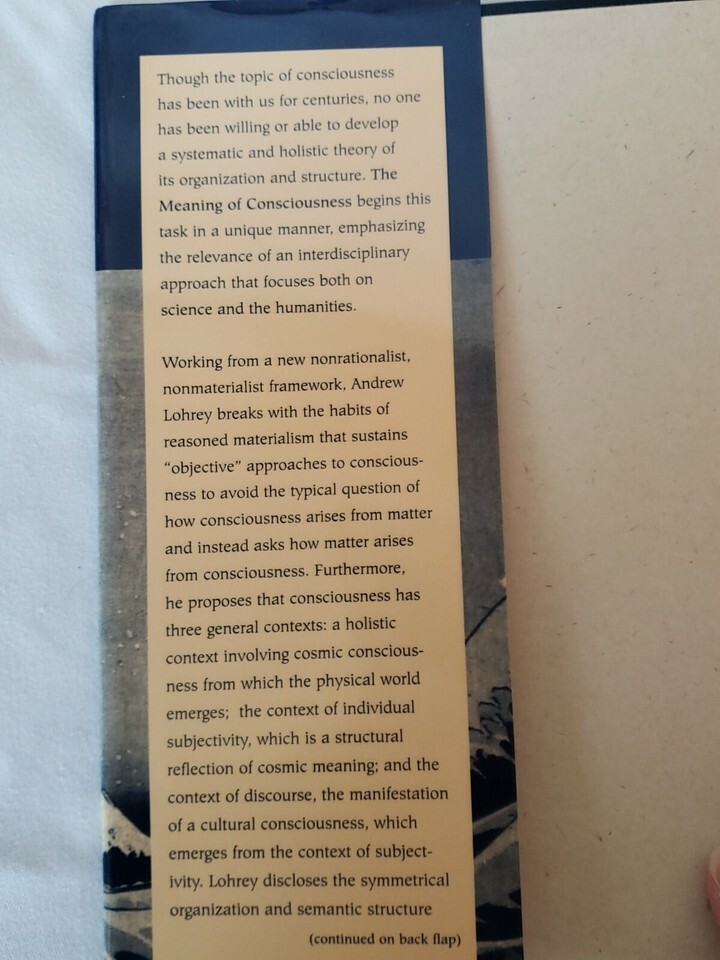 Though the topic of consciousness
has been with us for centuries, no one
has been willing or able to develop
a systematic and holistic theory of
its organization and structure. The
Meaning of Consciousness begins this
task in a unique manner, emphasizing
the relevance of an interdisciplinary
approach that focuses both on
science and the humanities.
Working from a new nonrationalist,
nonmaterialist framework, Andrew
Lohrey breaks with the habits of
reasoned materialism that sustains
“objective” approaches to conscious-
ness to avoid the typical question of
how consciousness arises from matter
and instead asks how matter arises
from consciousness. Furthermore,
he proposes that consciousness has
three general contexts: a holistic
context involving cosmic conscious-
ness from which the physical world
emerges; the context of individual
subjectivity, which is a structural
reflection of cosmic meaning; and the
context of discourse, the manifestation
of a cultural consciousness, which
emerges from the context of subject-
ivity. Lohrey discloses the symmetrical
organization and semantic structure
(continued on back flap)